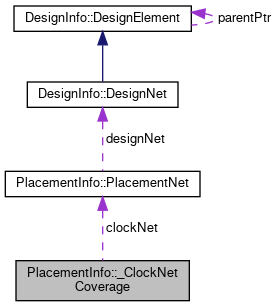 DesignInfo::DesignElement
parentPtr
DesignInfo::DesignNet
designNet
PlacementInfo::PlacementNet
clockNet
PlacementInfo::_ClockNet
Coverage